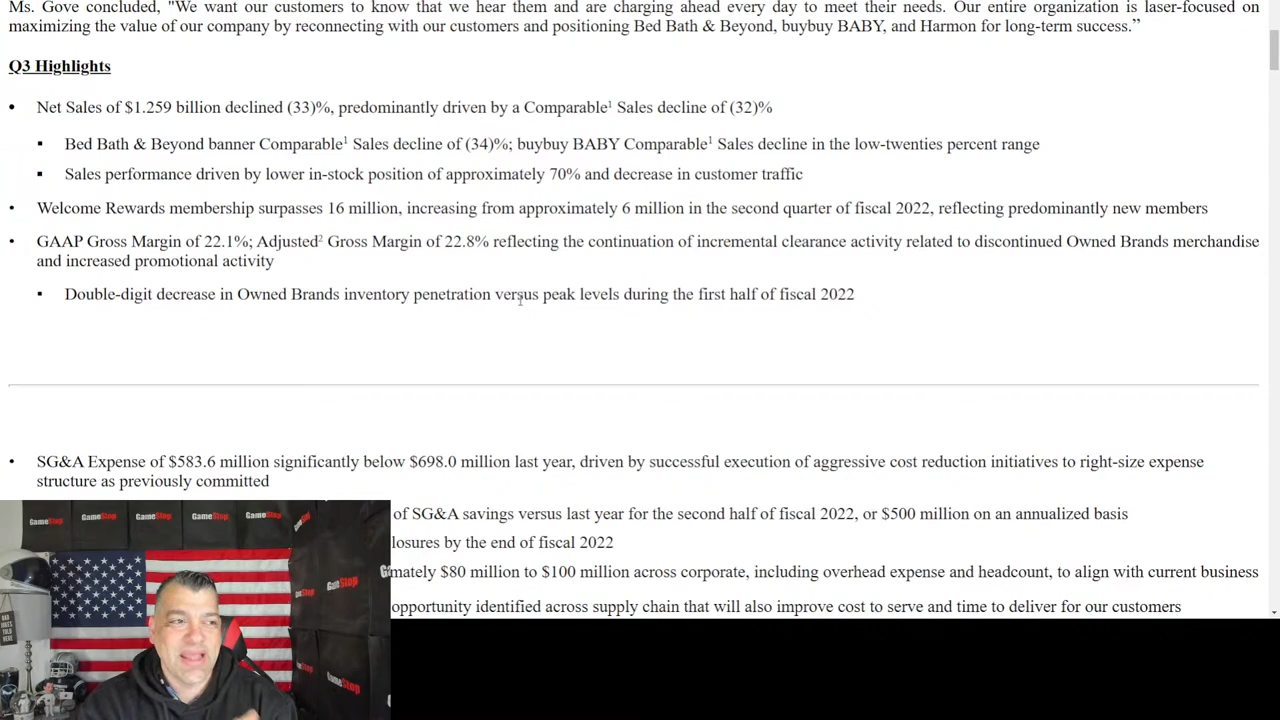 Ms. Gove concluded, "We want our customers to know that we hear them and are charging ahead every day to meet their needs. Our entire organization is laser-focused on
maximizing the value of our company by reconnecting with our customers and positioning Bed Bath & Beyond, buybuy BABY, and Harmon for long-term success.”
Q3 Highlights
• Net Sales of $1.259 billion declined (33)%, predominantly driven by a Comparable¹ Sales decline of (32)%
▪ Bed Bath & Beyond banner Comparable¹ Sales decline of (34)%; buybuy BABY Comparable¹ Sales decline in the low-twenties percent range
▪ Sales performance driven by lower in-stock position of approximately 70% and decrease in customer traffic
• Welcome Rewards membership surpasses 16 million, increasing from approximately 6 million in the second quarter of fiscal 2022, reflecting predominantly new members
• GAAP Gross Margin of 22.1%; Adjusted² Gross Margin of 22.8% reflecting the continuation of incremental clearance activity related to discontinued Owned Brands merchandise
and increased promotional activity
▪ Double-digit decrease in Owned Brands inventory penetration versus peak levels during the first half of fiscal 2022
• SG&A Expense of $583.6 million significantly below $698.0 million last year, driven by successful execution of aggressive cost reduction initiatives to right-size expense
structure as previously committed
of SG&A savings versus last year for the second half of fiscal 2022, or $500 million on an annualized basis
losures by the end of fiscal 2022
mately $80 million to $100 million across corporate, including overhead expense and headcount, to align with current business
opportunity identified across supply chain that will also improve cost to serve and time to deliver for our customers
GameStop GameStop GameStop GameStop GameStop
GameStop
GameStop
GameStop